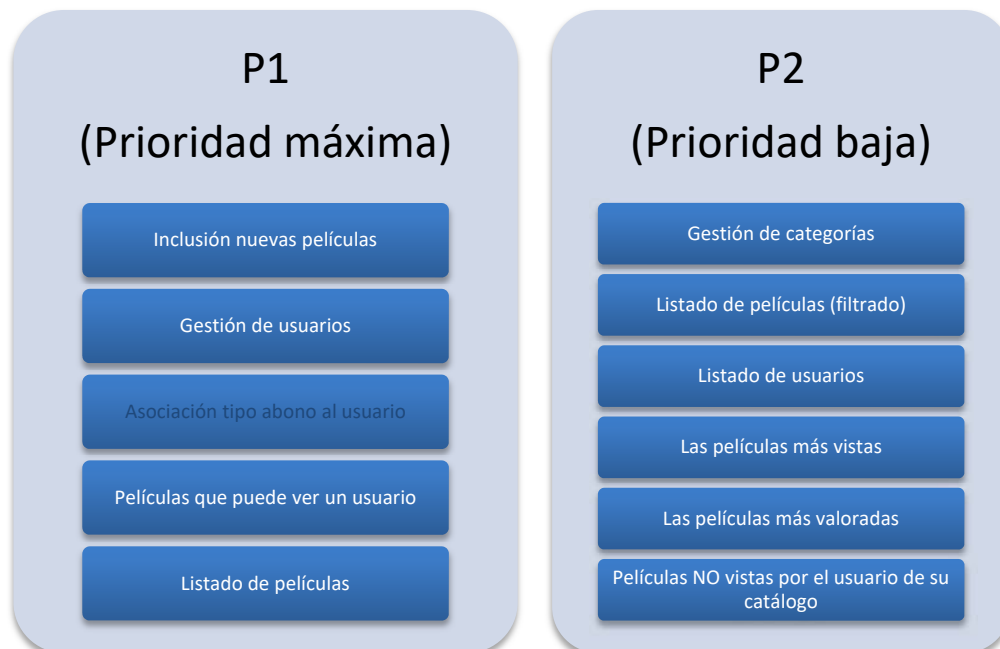 P1
(Prioridad máxima)
Inclusión nuevas películas
Gestión de usuarios
Asociación tipo abono al usuario
Películas que puede ver un usuario
Listado de películas
P2
(Prioridad baja)
Gestión de categorías
Listado de películas (filtrado)
Listado de usuarios
Las películas más vistas
Las películas más valoradas
Películas NO vistas por el usuario de su
catálogo